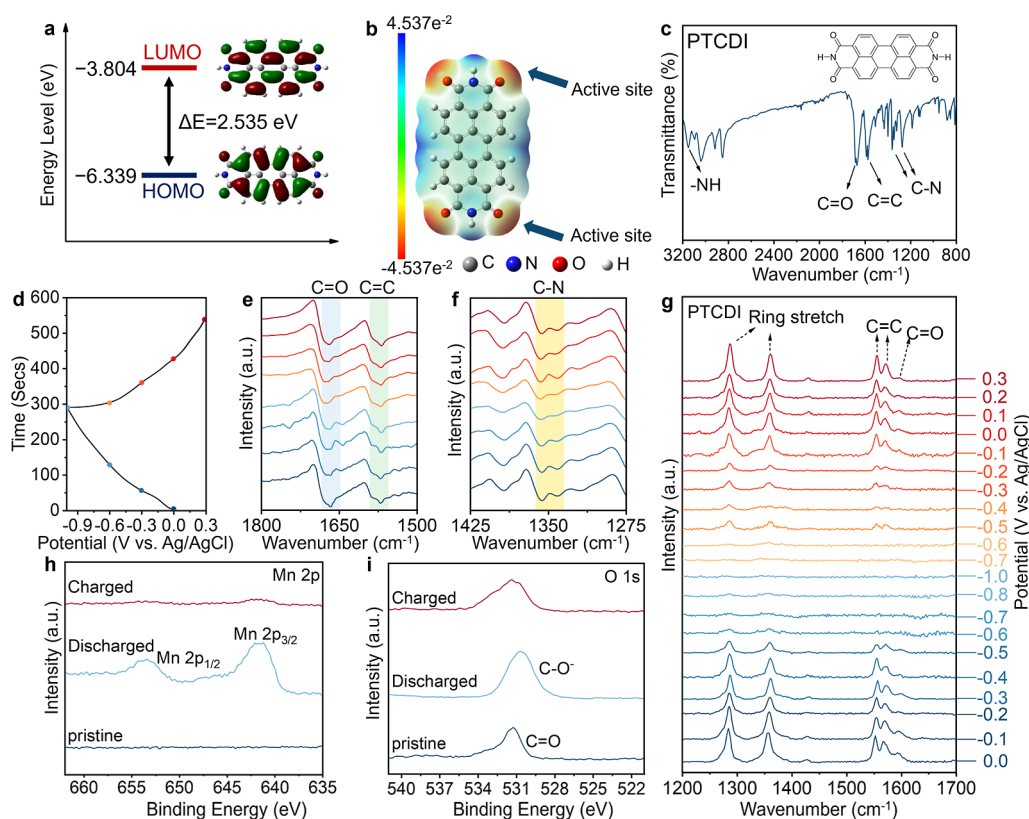 a
Energy Level (eV)
−3.804
LUMO
ΔE=2.535 eV
−6.339
HOMO
b
4.537e⁻²
-4.537e⁻²
Active site
Active site
C N O H
c
PTCDI
O O
H-N N-H
O O
Transmittance (%)
-NH
C=O
C=C
C-N
3200 2800 2400 2000 1600 1200 800
Wavenumber (cm⁻¹)
d
Time (Secs)
600
500
400
300
200
100
0
-0.9 -0.6 -0.3 0.0 0.3
Potential (V vs. Ag/AgCl)
e
C=O C=C
Intensity (a.u.)
1800 1650 1500
Wavenumber (cm⁻¹)
f
C-N
Intensity (a.u.)
1425 1350 1275
Wavenumber (cm⁻¹)
g
PTCDI
Ring stretch
C=C
C=O
Intensity (a.u.)
0.3
0.2
0.1
0.0
-0.1
-0.2
-0.3
-0.4
-0.5
-0.6
-0.7
-1.0
-0.8
-0.7
-0.6
-0.5
-0.4
-0.3
-0.2
-0.1
0.0
Potential (V vs. Ag/AgCl)
1200 1300 1400 1500 1600 1700
Wavenumber (cm⁻¹)
h
Mn 2p
Charged
Discharged
Mn 2p₁/₂
Mn 2p₃/₂
pristine
Intensity (a.u.)
660 655 650 645 640 635
Binding Energy (eV)
i
O 1s
Charged
Discharged
C-O⁻
pristine
C=O
Intensity (a.u.)
540 537 534 531 528 525 522
Binding Energy (eV)